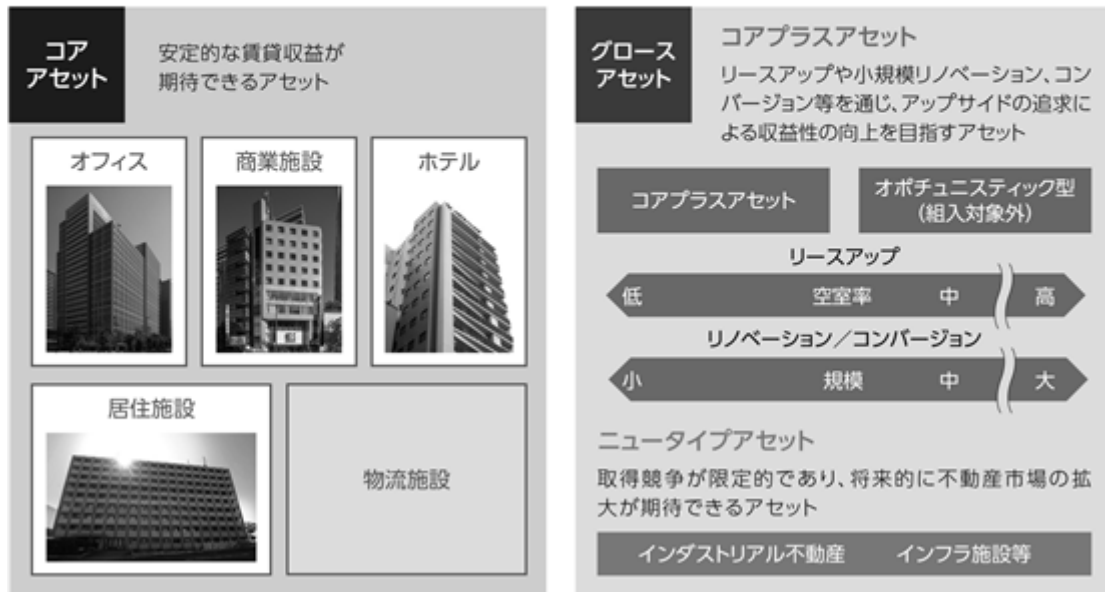 コア
アセット
安定的な賃貸収益が
期待できるアセット
オフィス
商業施設
ホテル
居住施設
物流施設
グロース
アセット
コアプラスアセット
リースアップや小規模リノベーション、コン
バージョン等を通じ、アップサイドの追求に
よる収益性の向上を目指すアセット
コアプラスアセット
オポチュニスティック型
(組入対象外)
リースアップ
低 空室率 中 高
リノベーション／コンバージョン
小 規模 中 大
ニュータイプアセット
取得競争が限定的であり、将来的に不動産市場の拡
大が期待できるアセット
インダストリアル不動産 インフラ施設等